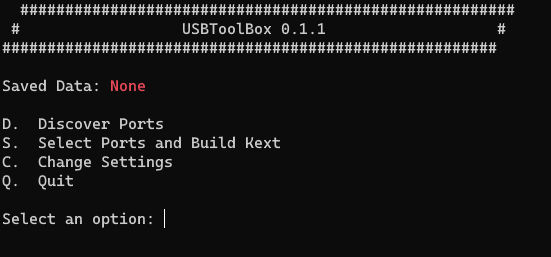 #######################################################
# USBToolBox 0.1.1 #
#######################################################
Saved Data: None
D. Discover Ports
S. Select Ports and Build Kext
C. Change Settings
Q. Quit
Select an option: